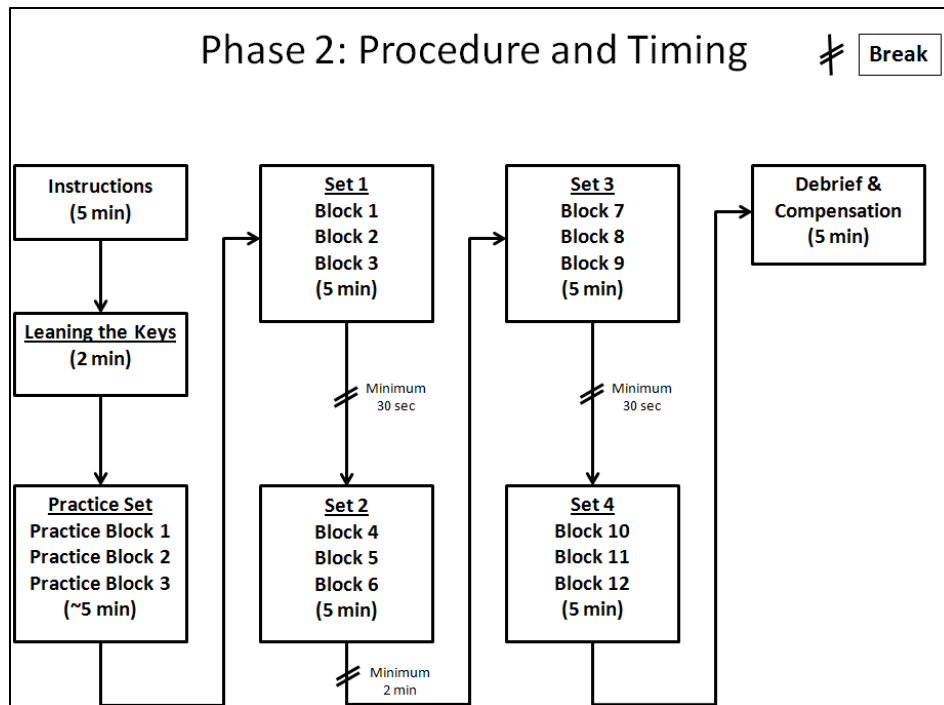 Phase 2: Procedure and Timing
Break
Instructions
(5 min)
Leaning the Keys
(2 min)
Practice Set
Practice Block 1
Practice Block 2
Practice Block 3
(~5 min)
Set 1
Block 1
Block 2
Block 3
(5 min)
Minimum
30 sec
Set 2
Block 4
Block 5
Block 6
(5 min)
Minimum
2 min
Set 3
Block 7
Block 8
Block 9
(5 min)
Minimum
30 sec
Set 4
Block 10
Block 11
Block 12
(5 min)
Debrief &
Compensation
(5 min)